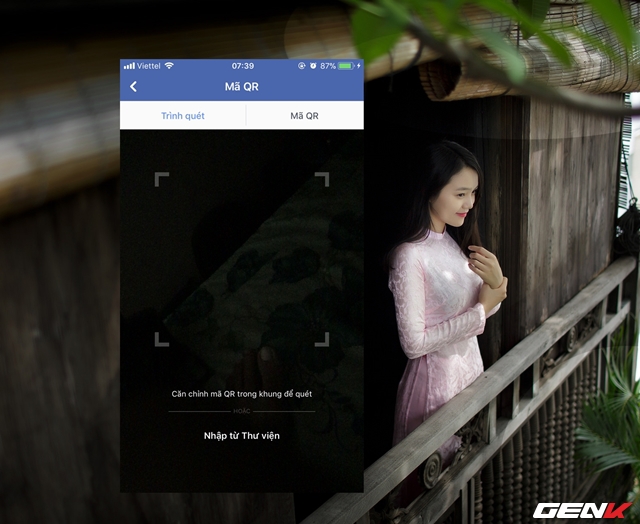 Viettel 07:39 87%
Mã QR
Trình quét Mã QR
Căn chỉnh mã QR trong khung để quét
HOẶC
Nhập từ Thư viện
GENK